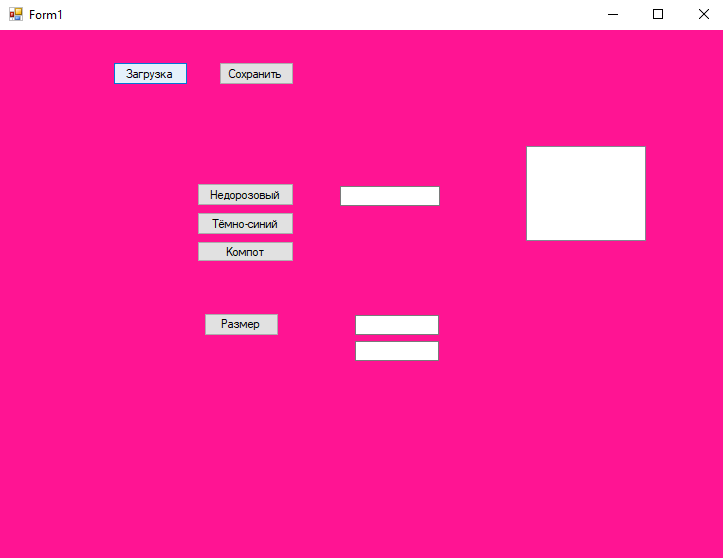 Form1
Загрузка
Сохранить
Недорозовый
Тёмно-синий
Компот
Размер